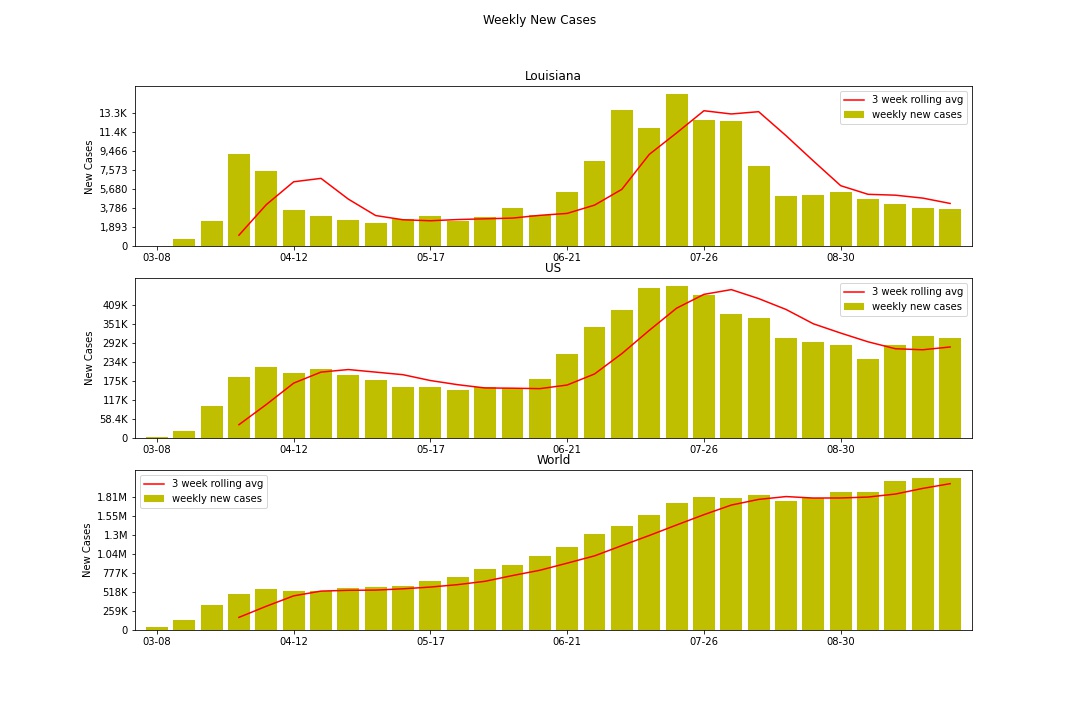 Weekly New Cases
Louisiana
New Cases
13.3K
11.4K
9,466
7,573
5,680
3,786
1,893
0
3 week rolling avg
weekly new cases
03-08 04-12 05-17 06-21 07-26 08-30
US
New Cases
409K
351K
292K
234K
175K
117K
58.4K
0
3 week rolling avg
weekly new cases
03-08 04-12 05-17 06-21 07-26 08-30
World
New Cases
1.81M
1.55M
1.3M
1.04M
777K
518K
259K
0
3 week rolling avg
weekly new cases
03-08 04-12 05-17 06-21 07-26 08-30